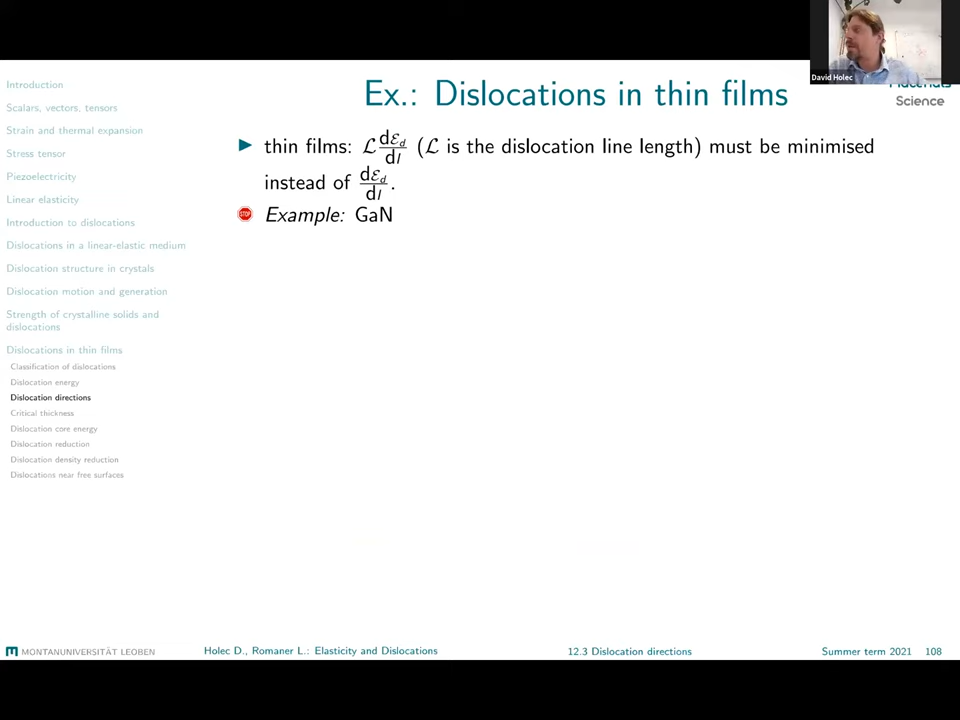 David Holec
Materials
Science
Introduction
Scalars, vectors, tensors
Strain and thermal expansion
Stress tensor
Piezoelectricity
Linear elasticity
Introduction to dislocations
Dislocations in a linear-elastic medium
Dislocation structure in crystals
Dislocation motion and generation
Strength of crystalline solids and
dislocations
Dislocations in thin films
Classification of dislocations
Dislocation energy
Dislocation directions
Critical thickness
Dislocation core energy
Dislocation reduction
Dislocation density reduction
Dislocations near free surfaces
Ex.: Dislocations in thin films
▶ thin films: ℒ dℰd/dl (ℒ is the dislocation line length) must be minimised
instead of dℰd/dl.
STOP Example: GaN
MONTANUNIVERSITÄT LEOBEN
Holec D., Romaner L.: Elasticity and Dislocations
12.3 Dislocation directions
Summer term 2021 108